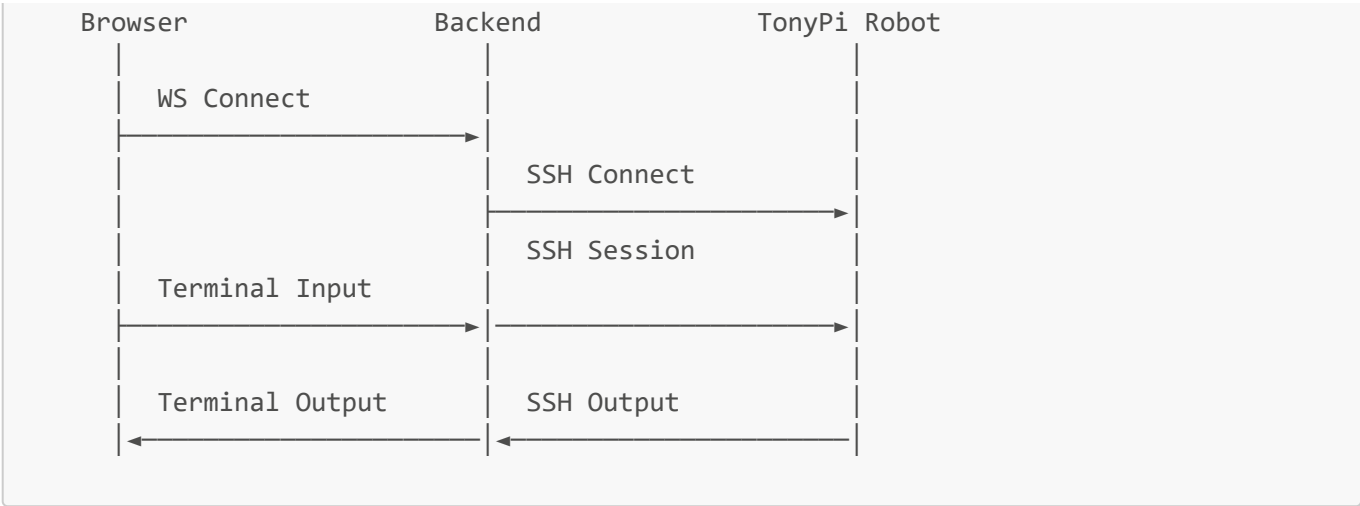 Browser Backend TonyPi Robot
WS Connect
SSH Connect
SSH Session
Terminal Input
Terminal Output SSH Output